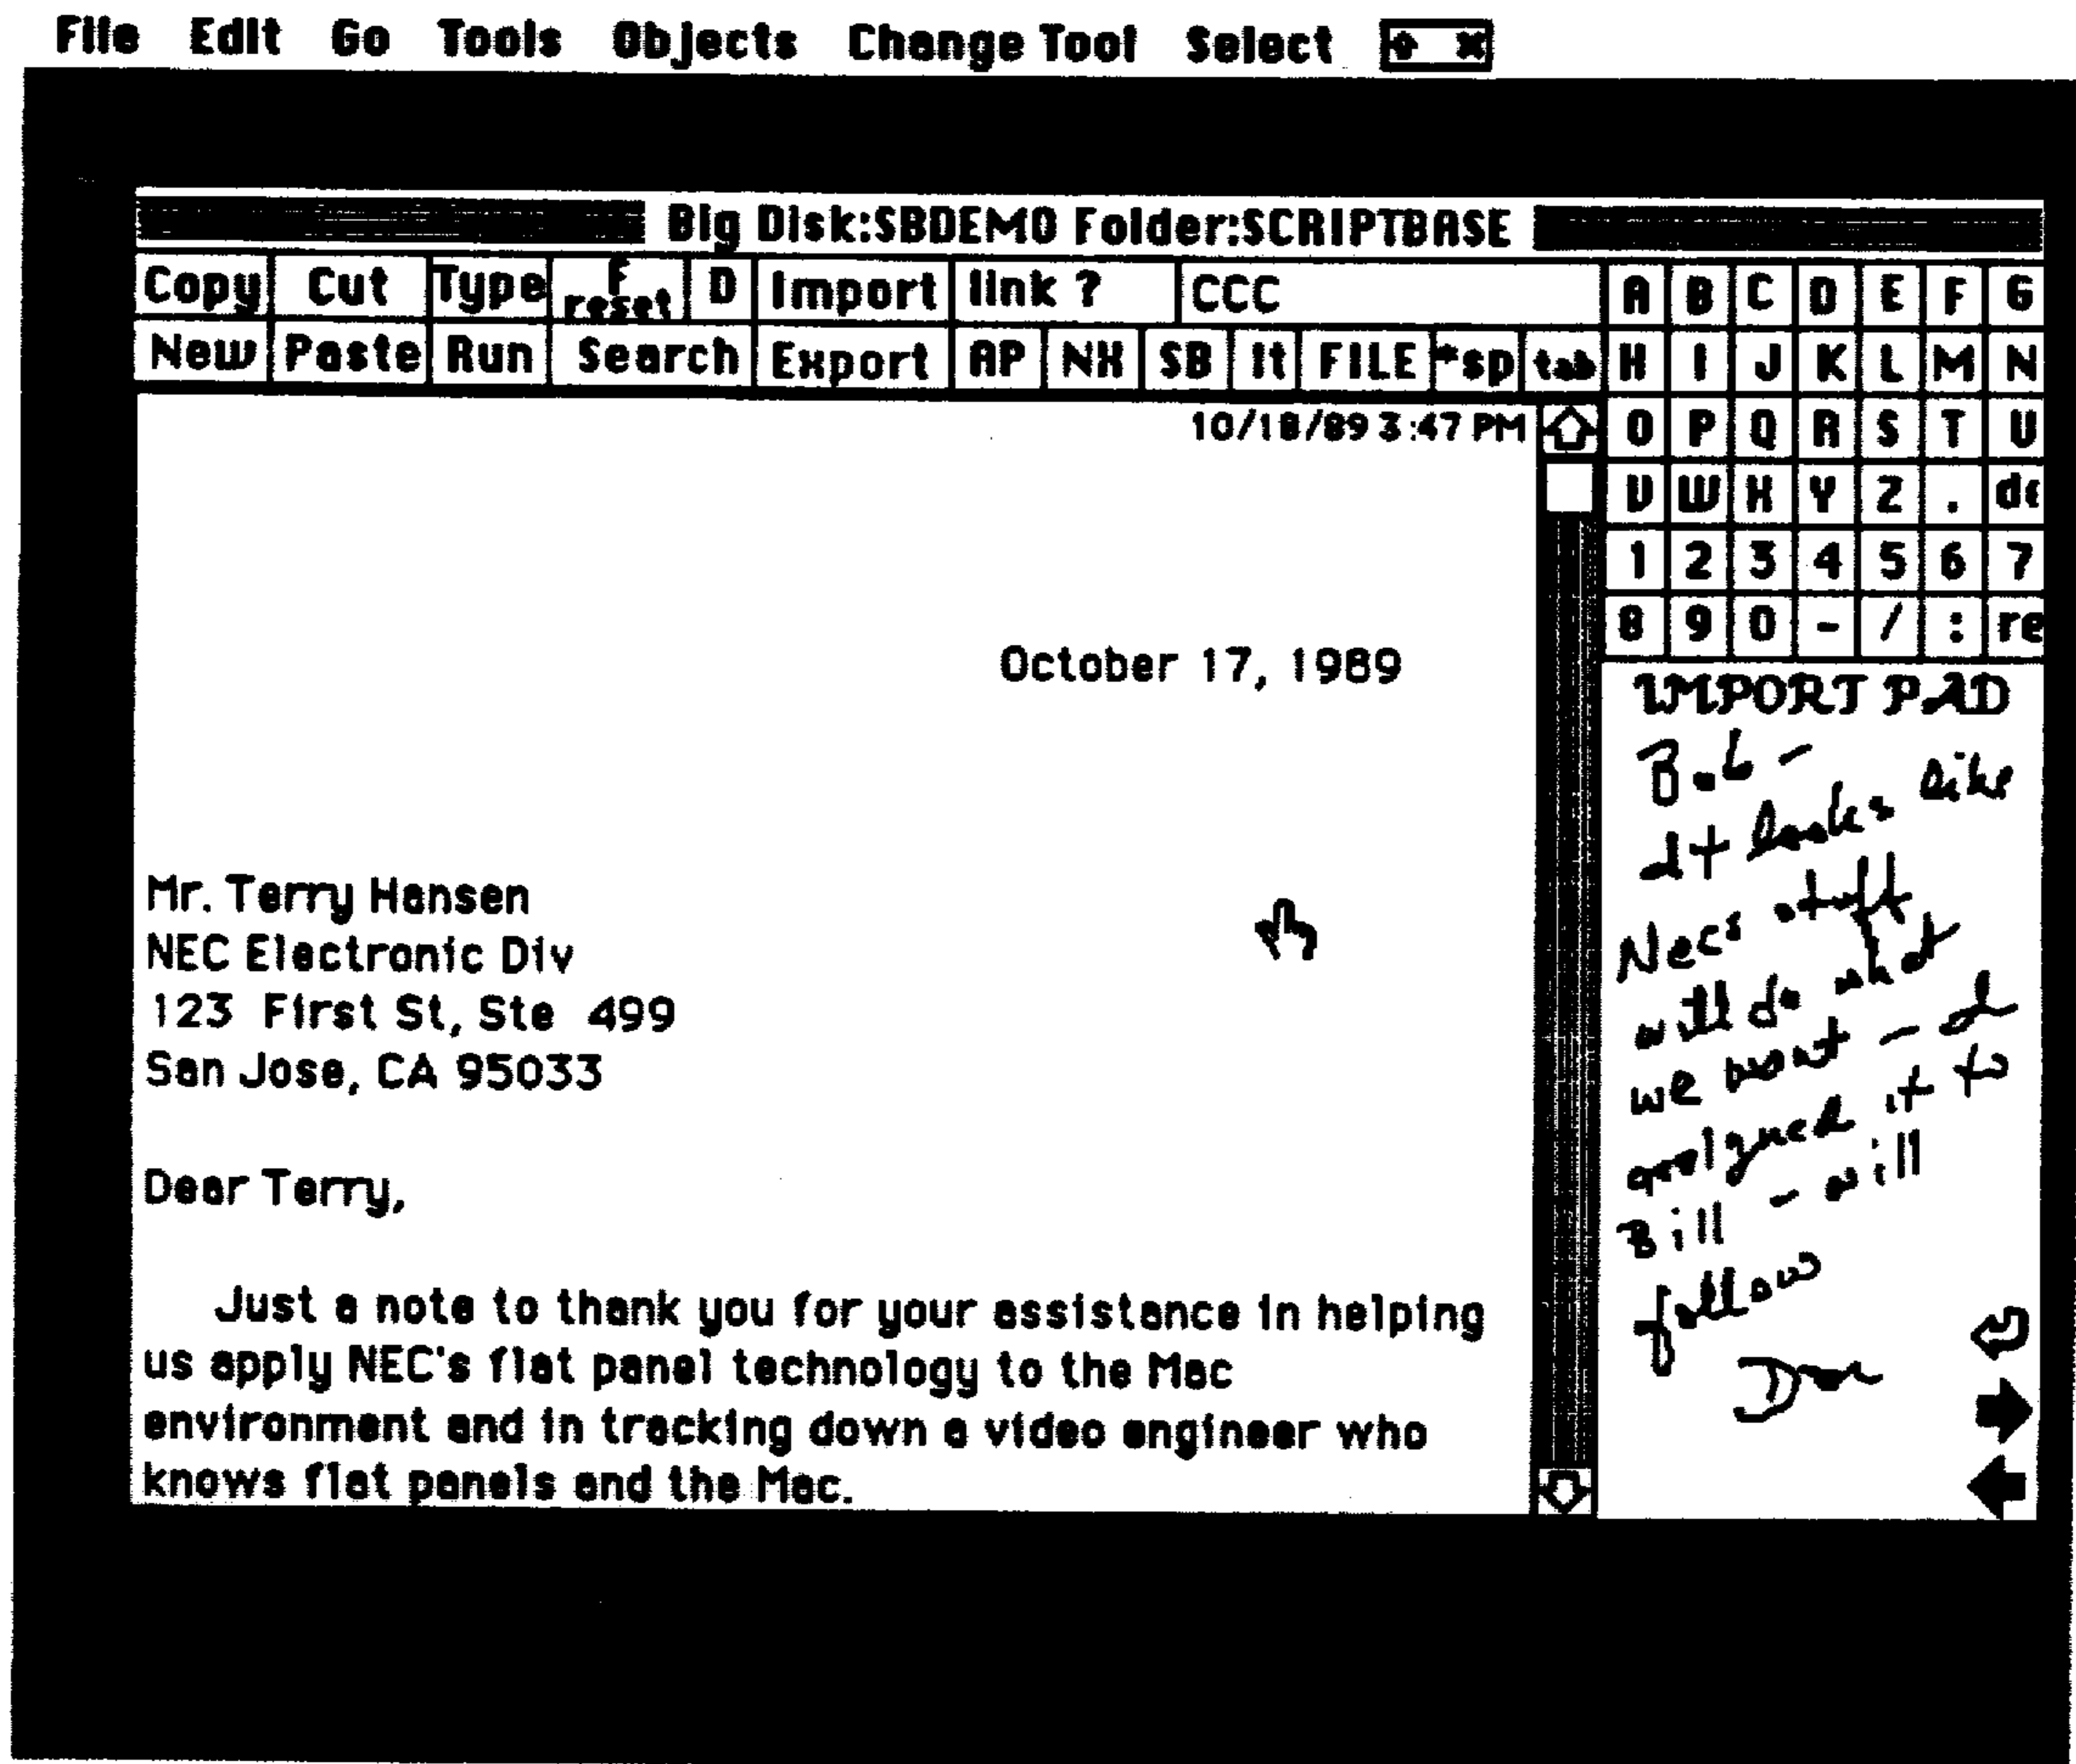 File Edit Go Tools Objects Change Tool Select
Big Disk:SBDEMO Folder:SCRIPTBASE
Copy Cut Type F reset D Import link ? CCC
New Paste Run Search Export AP NX SB It FILE *sp tab
A B C D E F G
H I J K L M N
O P Q R S T U
V W X Y Z .
1 2 3 4 5 6 7
8 9 0 - / : re
10/18/89 3:47 PM
October 17, 1989
Mr. Terry Hansen
NEC Electronic Div
123 First St, Ste 499
San Jose, CA 95033
Dear Terry,
Just a note to thank you for your assistance in helping
us apply NEC's flat panel technology to the Mac
environment and in tracking down a video engineer who
knows flat panels and the Mac.
IMPORT PAD
Bob -
It looks like
Necs stuff
will do what
we want - I
it to
Bill - will
follow